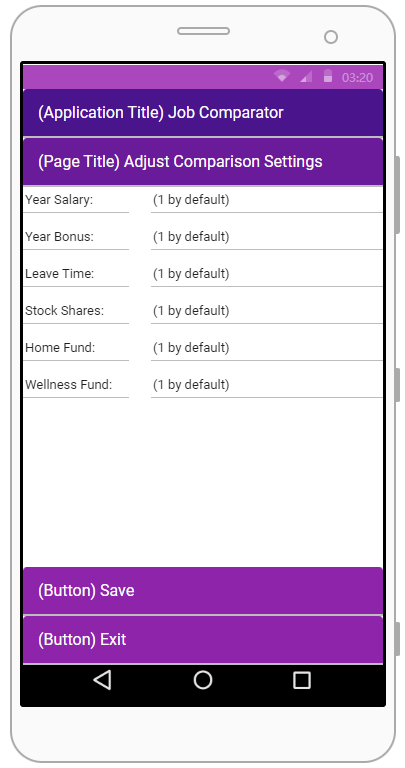 03:20
(Application Title) Job Comparator
(Page Title) Adjust Comparison Settings
Year Salary: (1 by default)
Year Bonus: (1 by default)
Leave Time: (1 by default)
Stock Shares: (1 by default)
Home Fund: (1 by default)
Wellness Fund: (1 by default)
(Button) Save
(Button) Exit